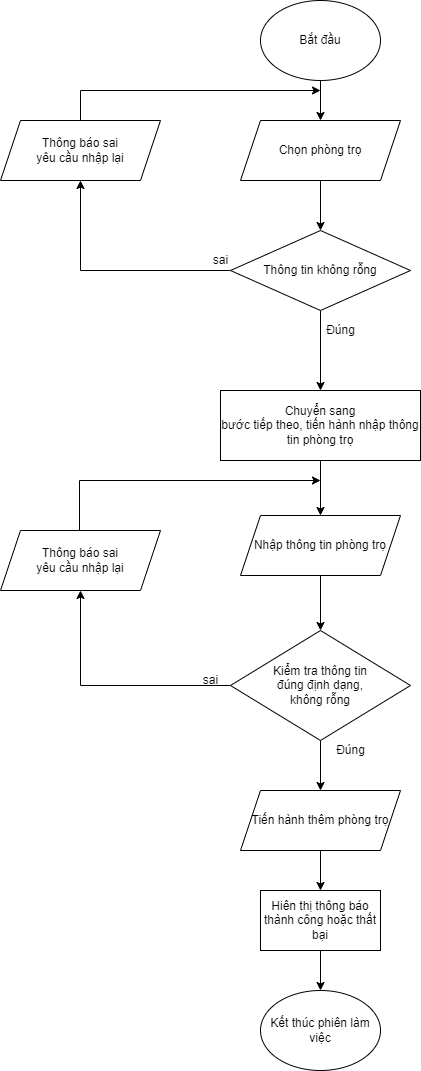 Bắt đầu
Thông báo sai
yêu cầu nhập lại
Chọn phòng trọ
sai
Thông tin không rỗng
Đúng
Chuyển sang
bước tiếp theo, tiến hành nhập thông
tin phòng trọ
Thông báo sai
yêu cầu nhập lại
Nhập thông tin phòng trọ
Kiểm tra thông tin
đúng định dạng,
không rỗng
sai
Đúng
Tiến hành thêm phòng trọ
Hiên thị thông báo
thành công hoặc thất
bại
Kết thúc phiên làm
việc